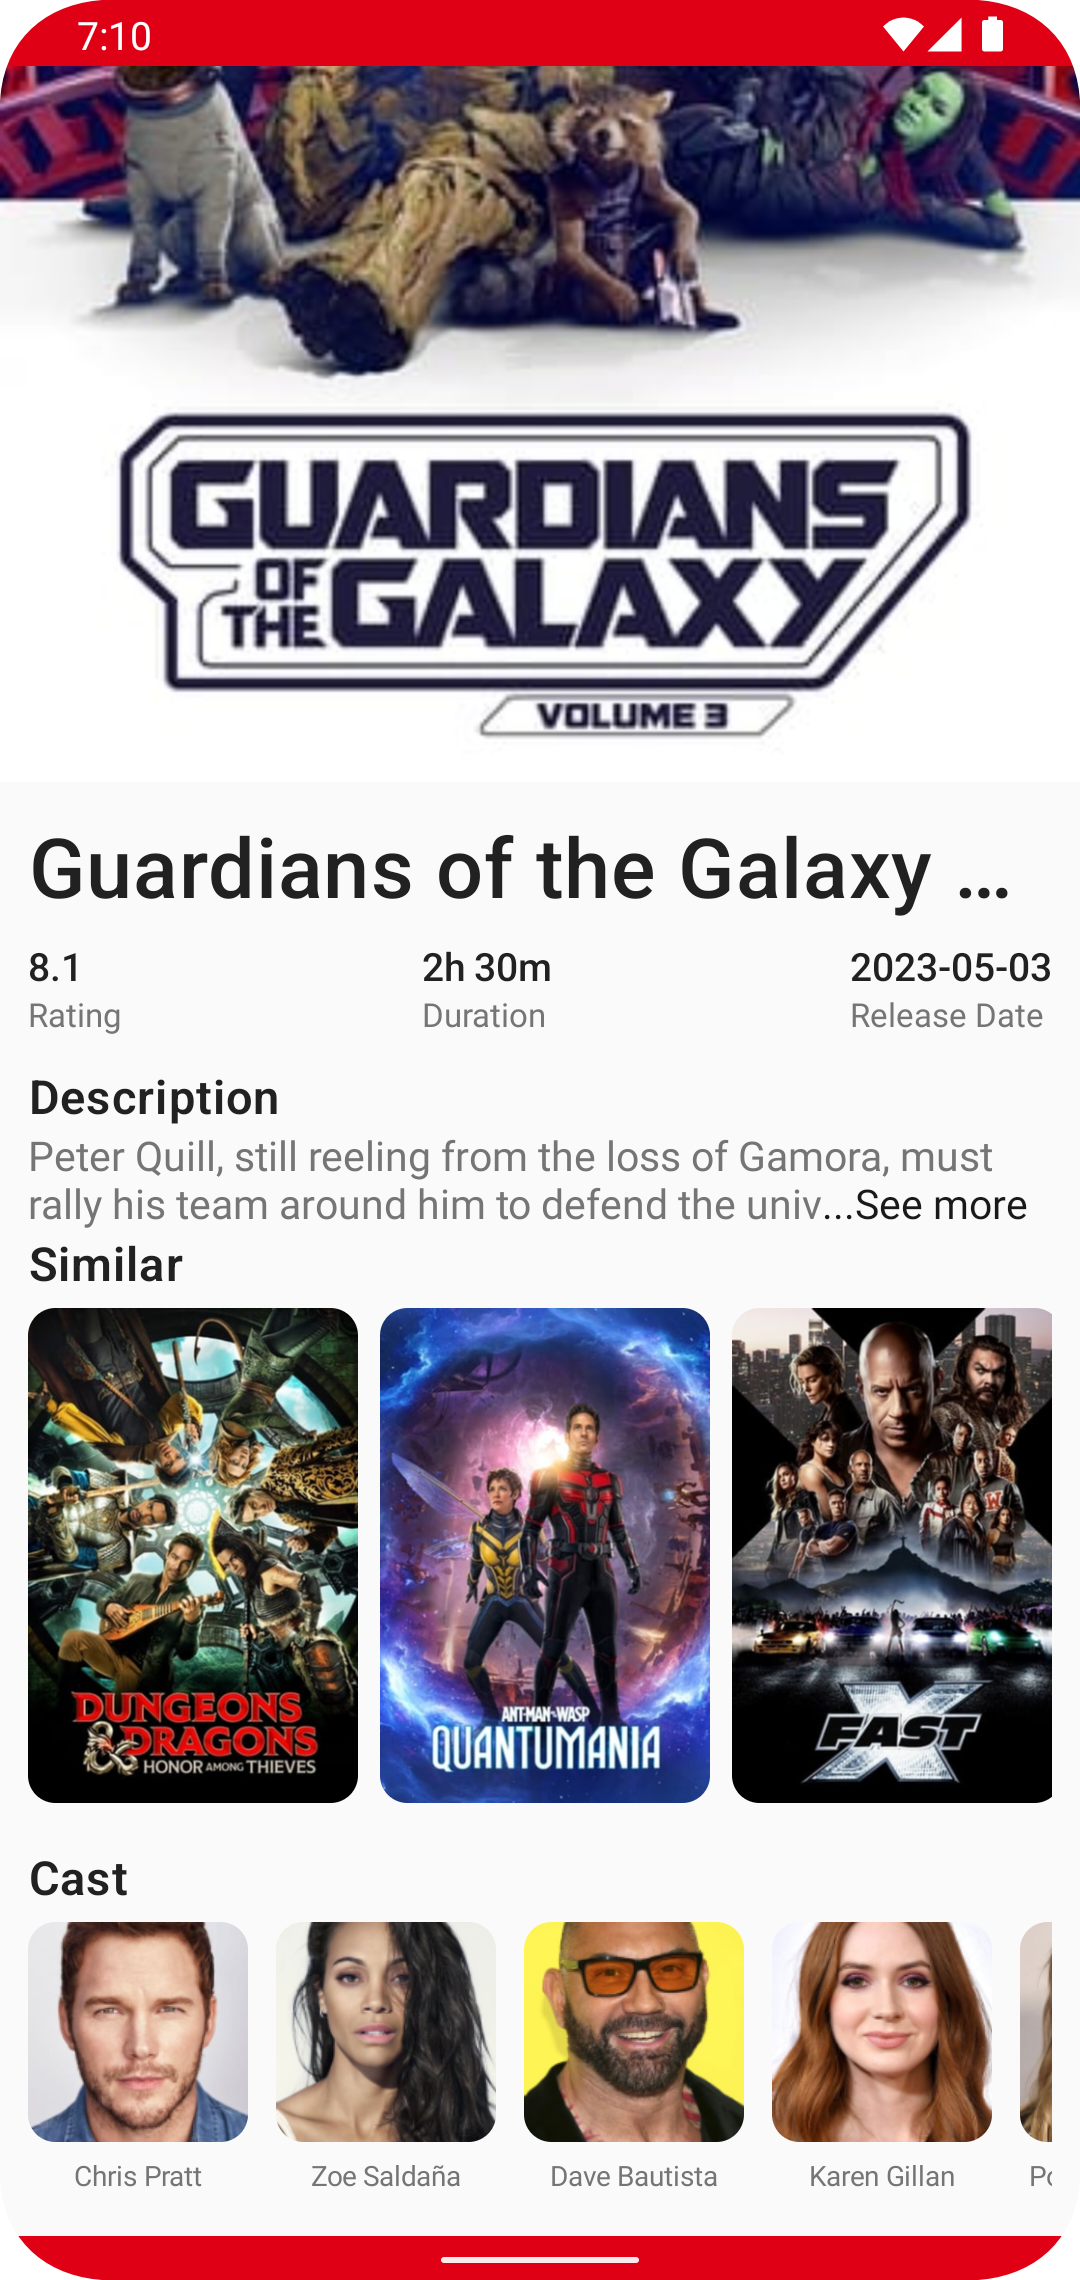 7:10
GUARDIANS
OF THE GALAXY
VOLUME 3
Guardians of the Galaxy ...
8.1 2h 30m 2023-05-03
Rating Duration Release Date
Description
Peter Quill, still reeling from the loss of Gamora, must
rally his team around him to defend the univ...See more
Similar
DUNGEONS
& DRAGONS
HONOR AMONG THIEVES
ANT-MAN AND THE WASP
QUANTUMANIA
FAST
X
Cast
Chris Pratt Zoe Saldaña Dave Bautista Karen Gillan